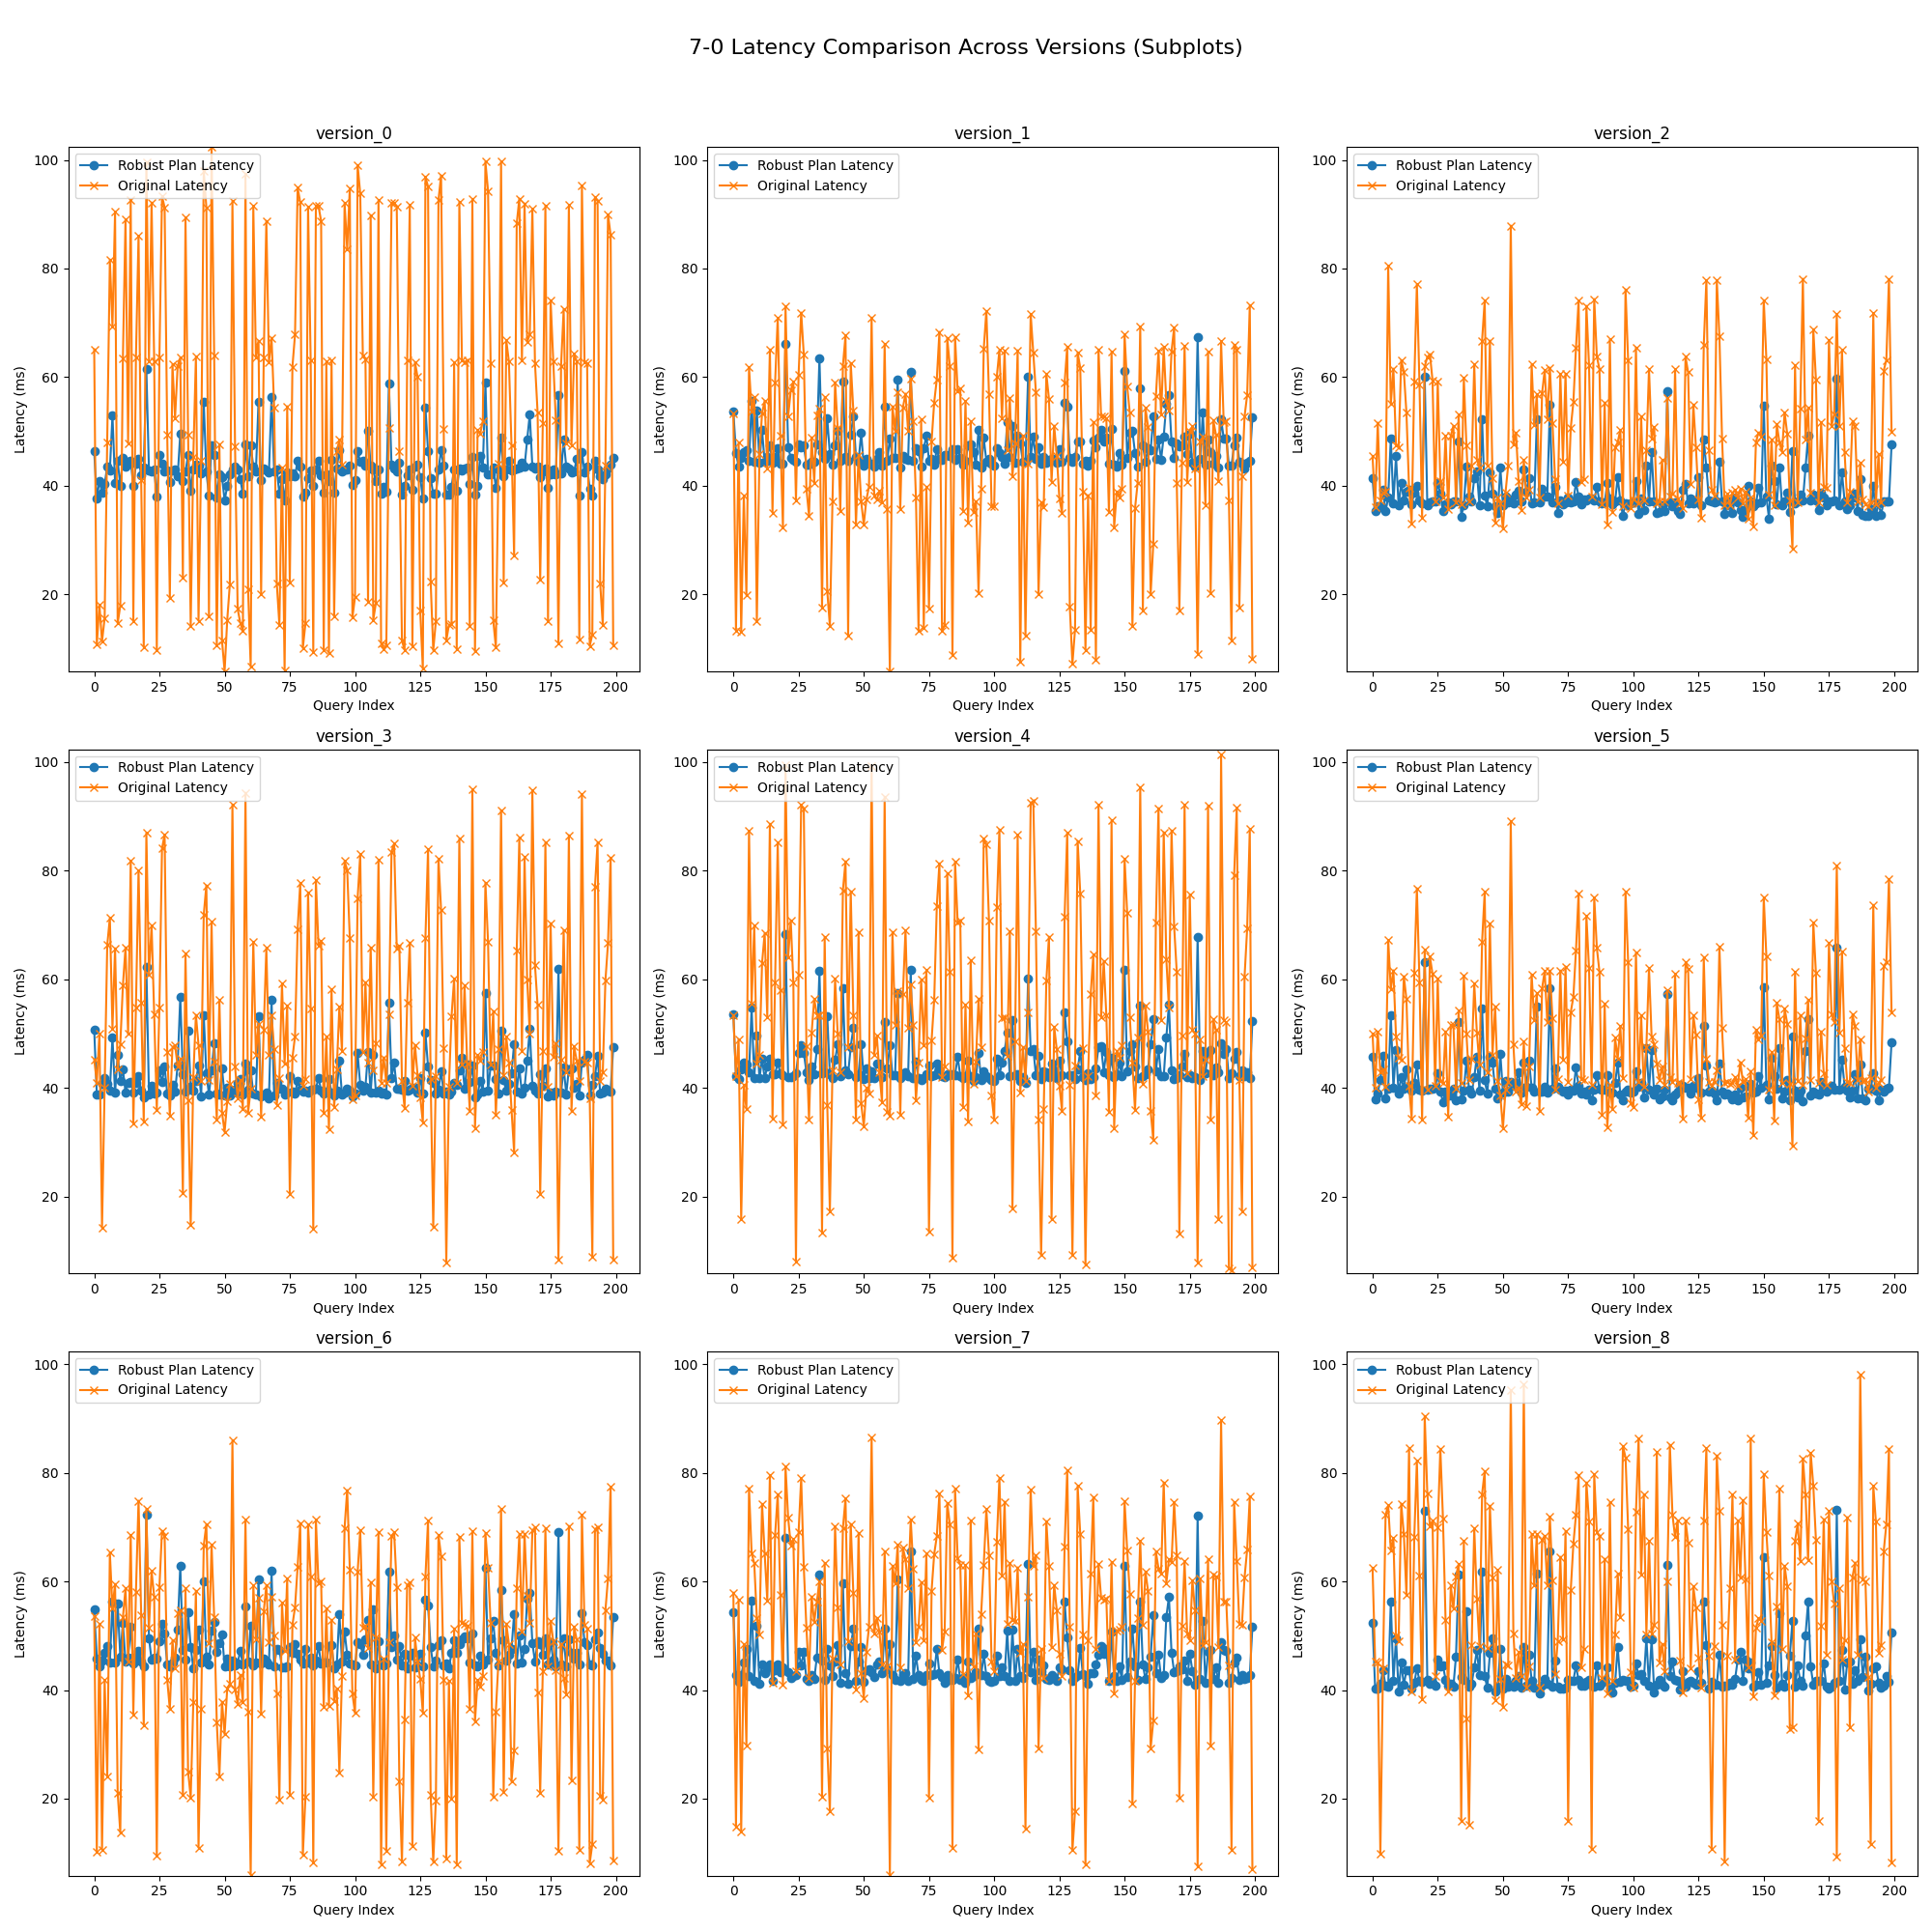 7-0 Latency Comparison Across Versions (Subplots)
version_0
Latency (ms)
100
80
60
40
20
Robust Plan Latency
Original Latency
0 25 50 75 100 125 150 175 200
Query Index
version_1
Latency (ms)
100
80
60
40
20
Robust Plan Latency
Original Latency
0 25 50 75 100 125 150 175 200
Query Index
version_2
Latency (ms)
100
80
60
40
20
Robust Plan Latency
Original Latency
0 25 50 75 100 125 150 175 200
Query Index
version_3
Latency (ms)
100
80
60
40
20
Robust Plan Latency
Original Latency
0 25 50 75 100 125 150 175 200
Query Index
version_4
Latency (ms)
100
80
60
40
20
Robust Plan Latency
Original Latency
0 25 50 75 100 125 150 175 200
Query Index
version_5
Latency (ms)
100
80
60
40
20
Robust Plan Latency
Original Latency
0 25 50 75 100 125 150 175 200
Query Index
version_6
Latency (ms)
100
80
60
40
20
Robust Plan Latency
Original Latency
0 25 50 75 100 125 150 175 200
Query Index
version_7
Latency (ms)
100
80
60
40
20
Robust Plan Latency
Original Latency
0 25 50 75 100 125 150 175 200
Query Index
version_8
Latency (ms)
100
80
60
40
20
Robust Plan Latency
Original Latency
0 25 50 75 100 125 150 175 200
Query Index